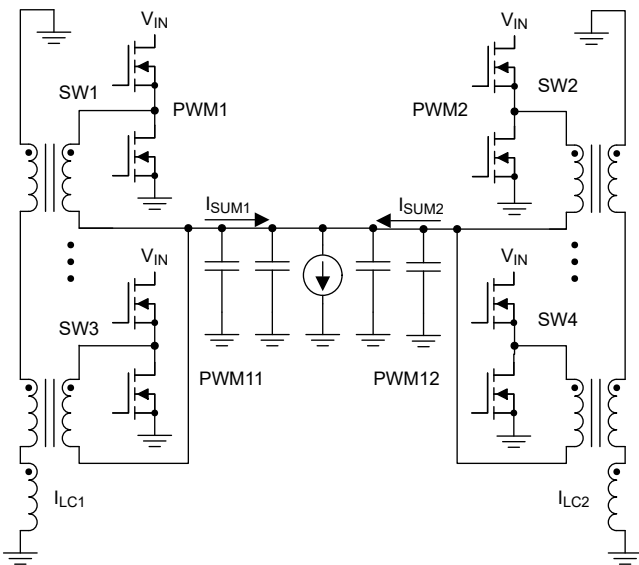 VIN
VIN
SW1
SW2
PWM1
PWM2
ISUM1
ISUM2
VIN
VIN
SW3
SW4
PWM11
PWM12
ILC1
ILC2